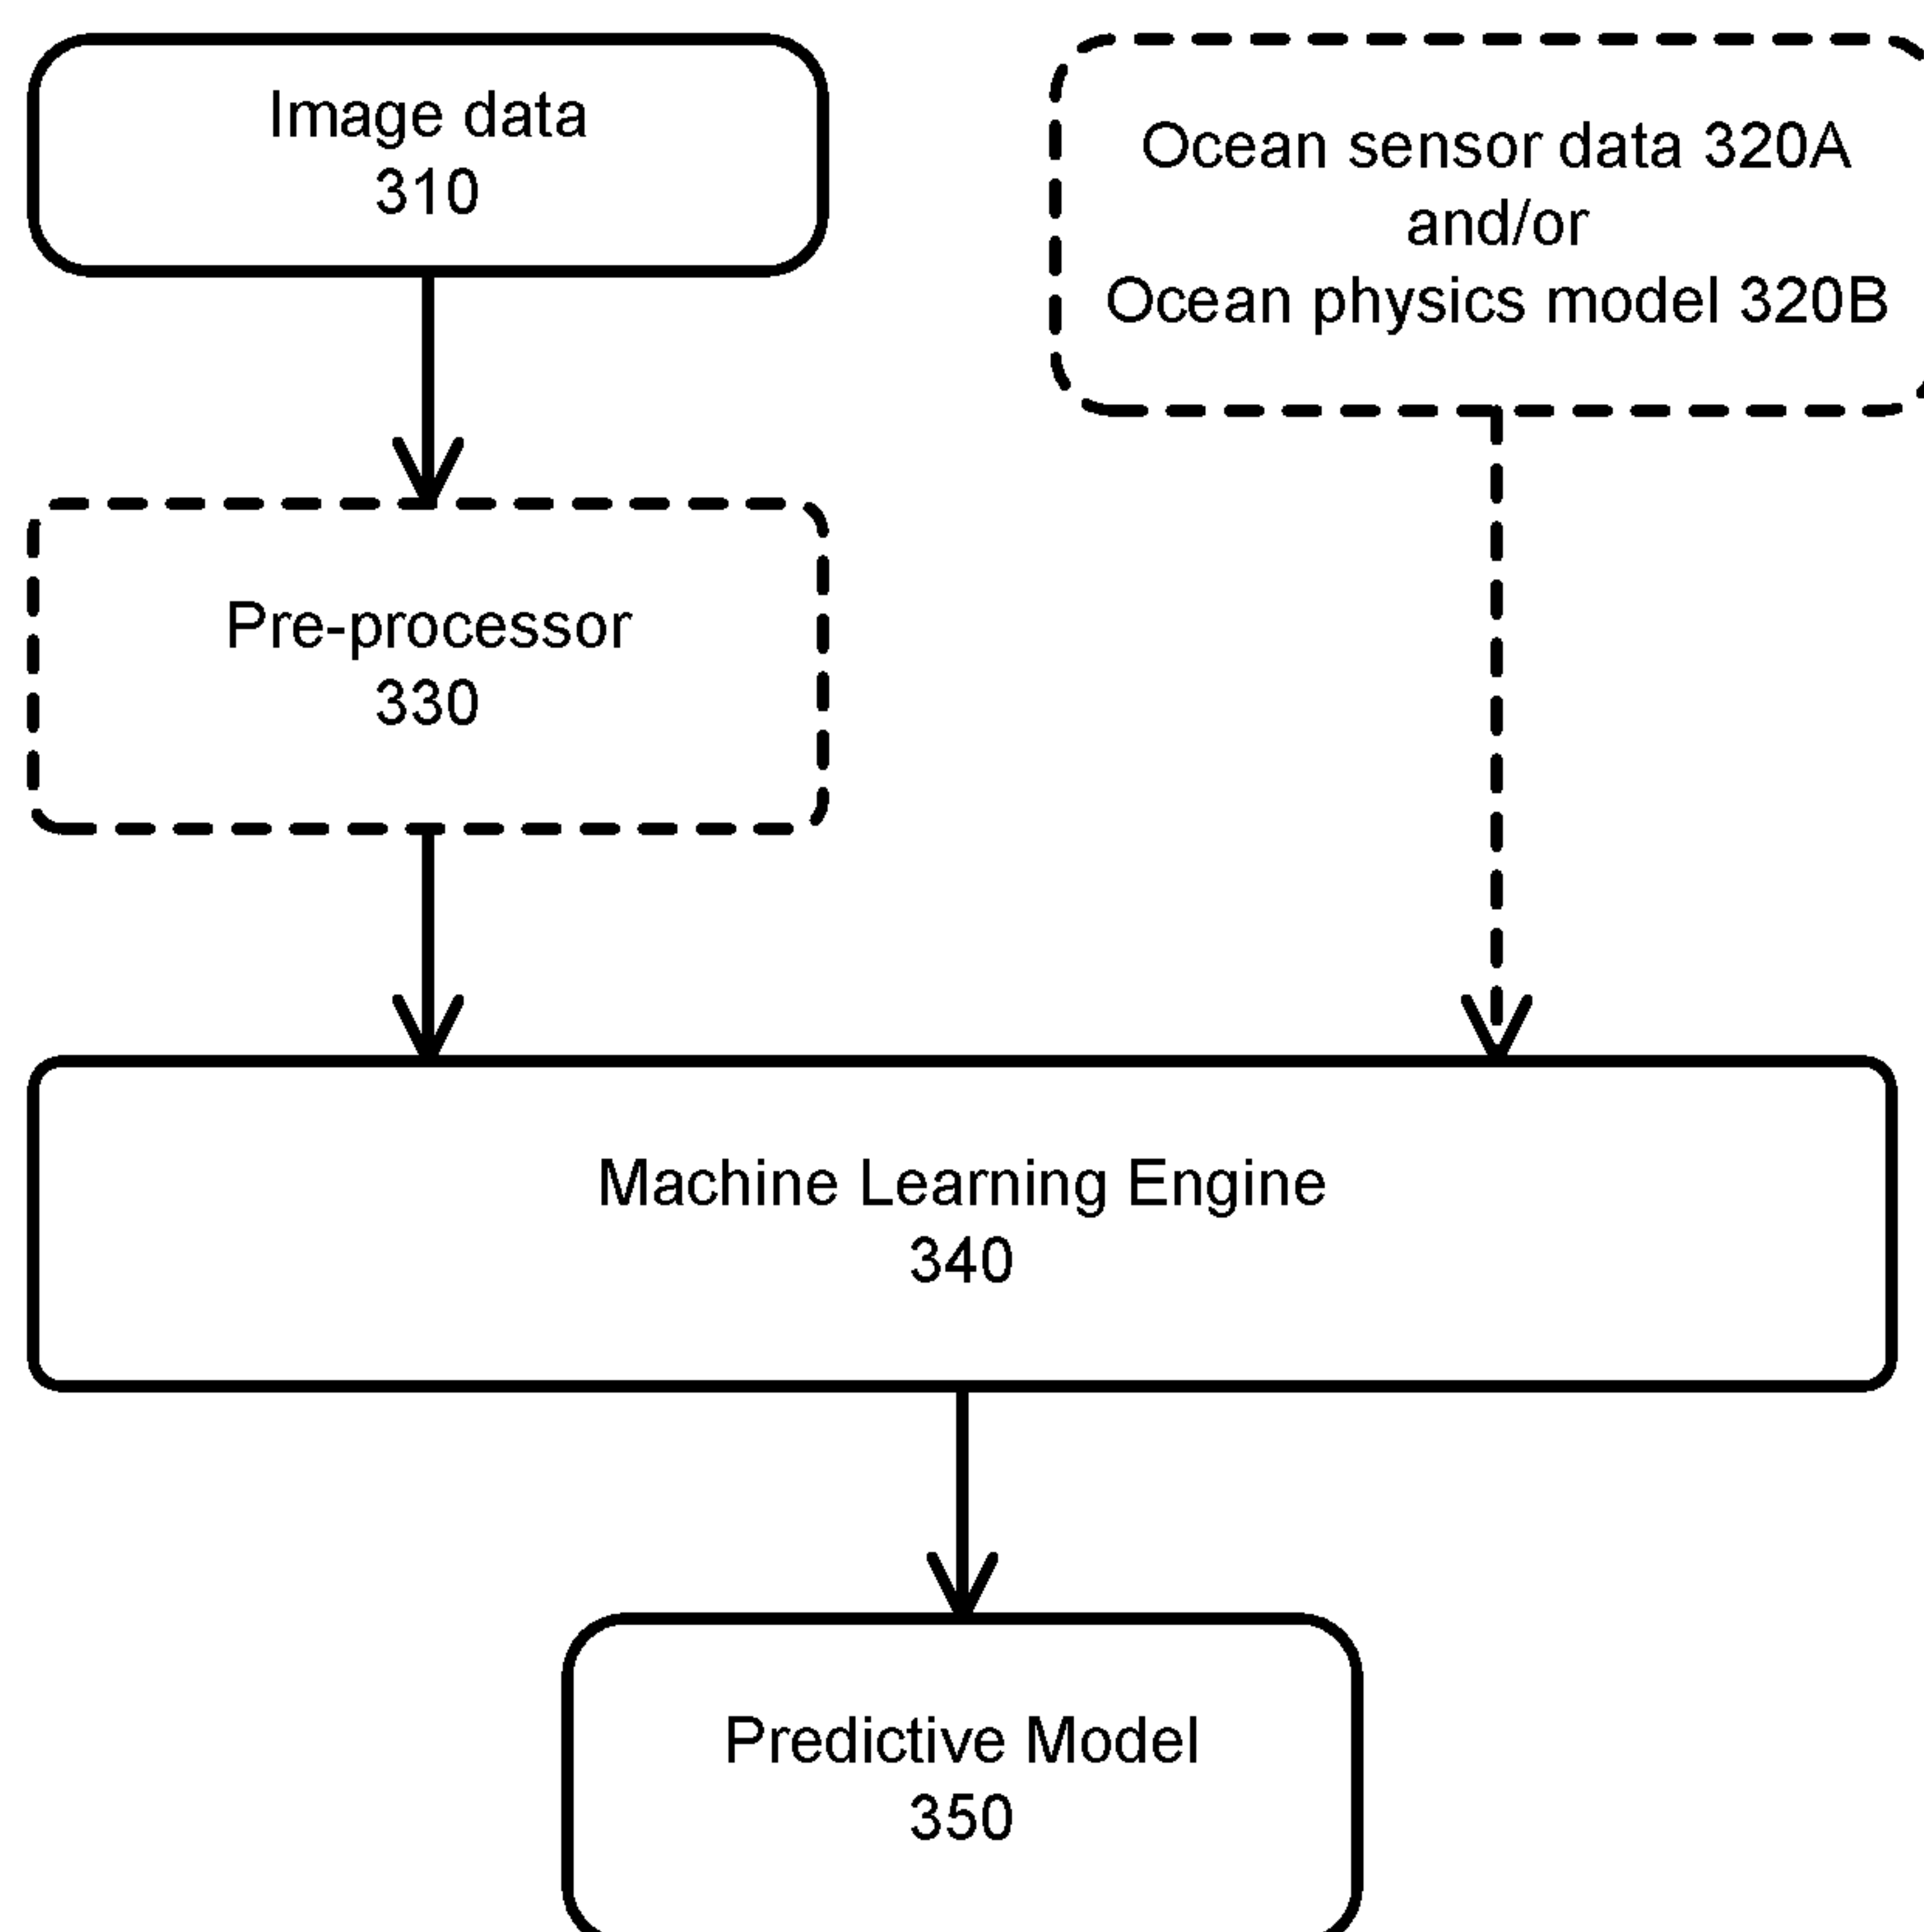 Image data
310
Ocean sensor data 320A
and/or
Ocean physics model 320B
Pre-processor
330
Machine Learning Engine
340
Predictive Model
350